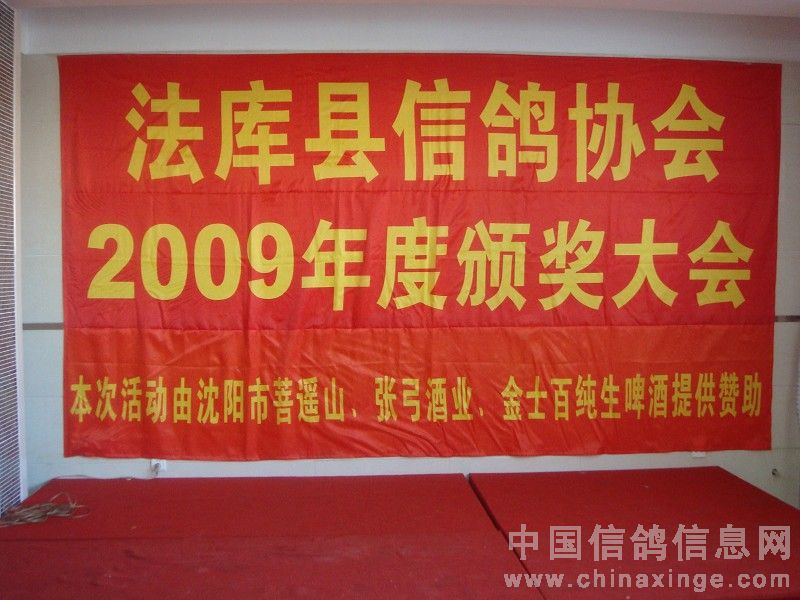 法库县信鸽协会
2009年度颁奖大会
本次活动由沈阳市菩遥山、张弓酒业、金士百纯生啤酒提供赞助
中国信鸽信息网
www.chinaxinge.com